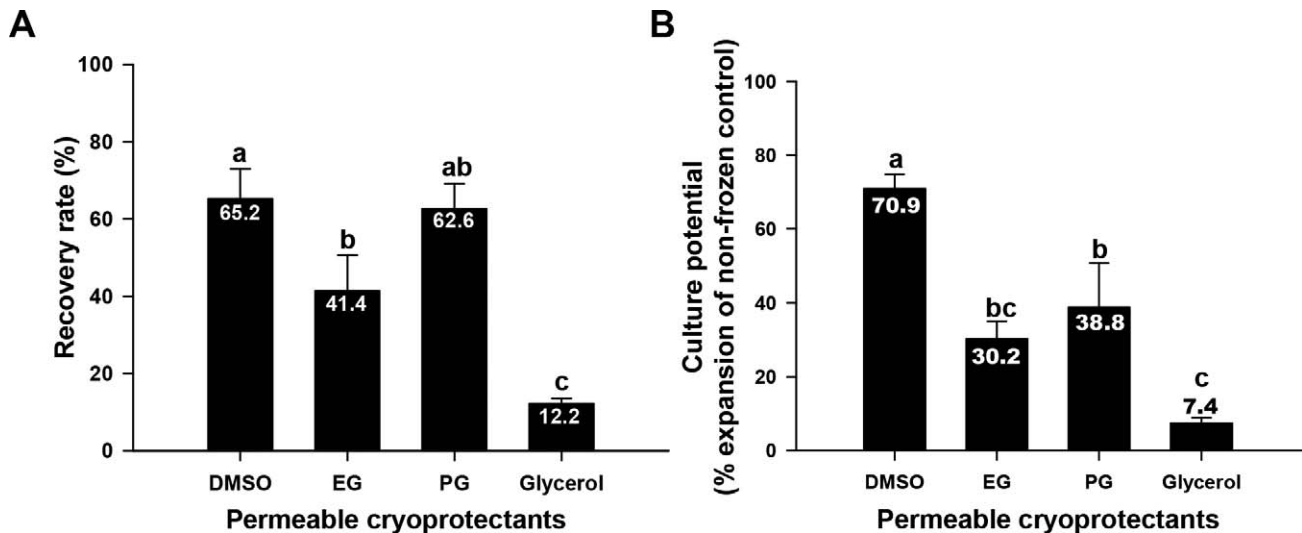 A
Recovery rate (%)
100
80
60
40
20
0
a
65.2
b
41.4
ab
62.6
c
12.2
DMSO EG PG Glycerol
Permeable cryoprotectants
B
Culture potential
(% expansion of non-frozen control)
100
80
60
40
20
0
a
70.9
bc
30.2
b
38.8
c
7.4
DMSO EG PG Glycerol
Permeable cryoprotectants